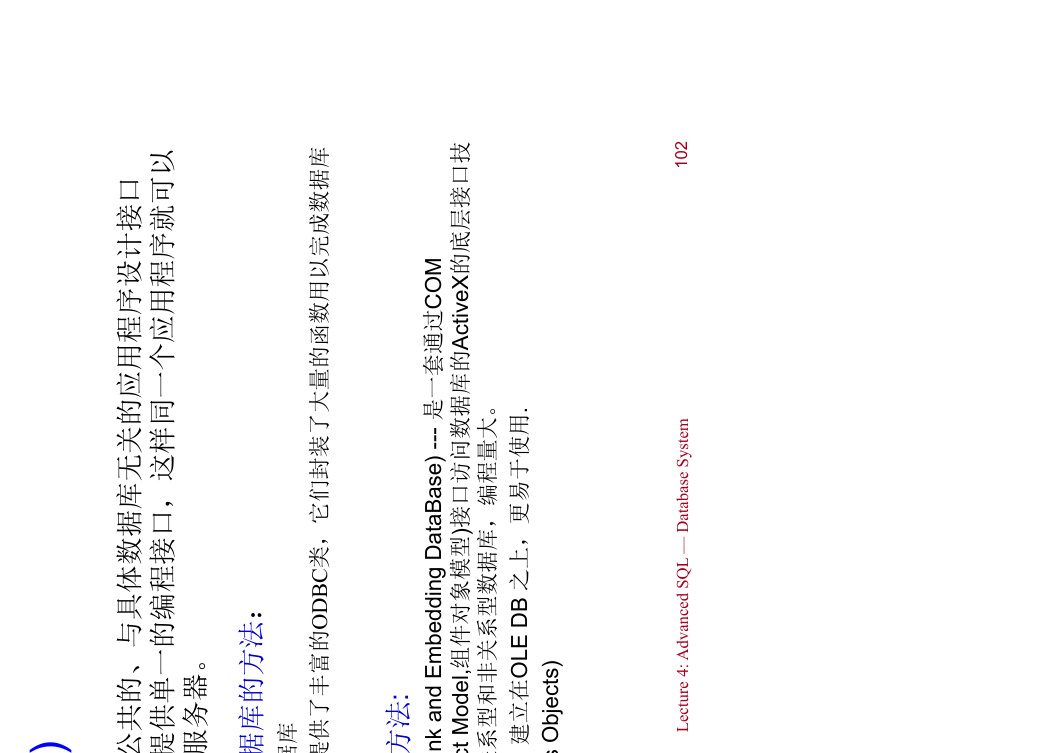 )
公共的、与具体数据库无关的应用程序设计接口
提供单一的编程接口，这样同一个应用程序就可以
服务器。
据库的方法:
据库
提供了丰富的ODBC类，它们封装了大量的函数用以完成数据库
方法:
nk and Embedding DataBase) --- 是一套通过COM
ct Model,组件对象模型)接口访问数据库的ActiveX的底层接口技
系型和非关系型数据库，编程量大。
建立在OLE DB 之上，更易于使用.
s Objects)
Lecture 4: Advanced SQL — Database System
102